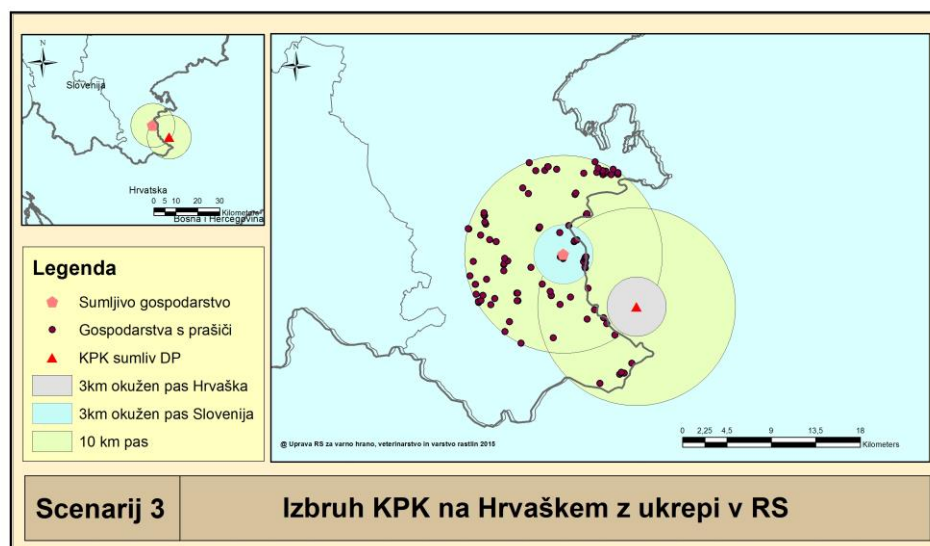 N
Slovenija
Hrvatska
0 5 10 20 30
Kilometers
Bosna i Hercegovina
Legenda
Sumljivo gospodarstvo
Gospodarstva s prašiči
KPK sumliv DP
3km okužen pas Hrvaška
3km okužen pas Slovenija
10 km pas
N
@ Uprava RS za varno hrano, veterinarstvo in varstvo rastlin 2015
0 2,25 4,5 9 13,5 18
Kilometers
Scenarij 3
Izbruh KPK na Hrvaškem z ukrepi v RS